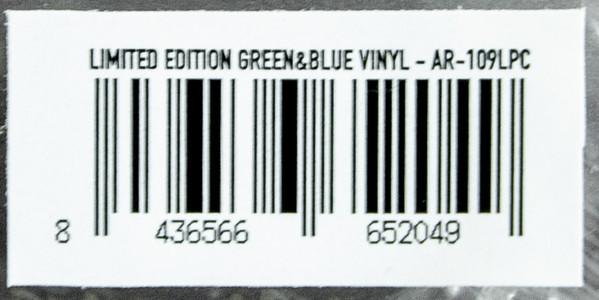 LIMITED EDITION GREEN&BLUE VINYL - AR-109LPC
8 436566 652049